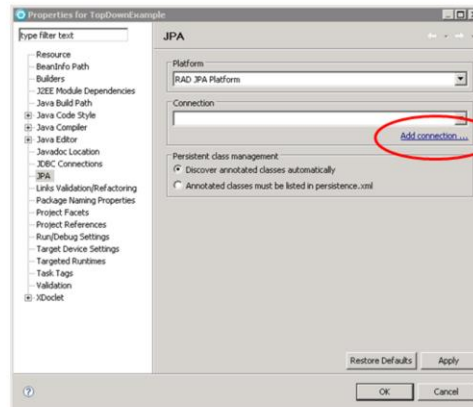 Properties for TopDownExample
type filter text
JPA
Resource
BeanInfo Path
Builders
J2EE Module Dependencies
Java Build Path
Java Code Style
Java Compiler
Java Editor
Javadoc Location
JDBC Connections
JPA
Links Validation/Refactoring
Package Naming Properties
Project Facets
Project References
Run/Debug Settings
Target Device Settings
Targeted Runtimes
Task Tags
Validation
XDoclet
Platform
RAD JPA Platform
Connection
Add connection ...
Persistent class management
Discover annotated classes automatically
Annotated classes must be listed in persistence.xml
Restore Defaults
Apply
?
OK
Cancel